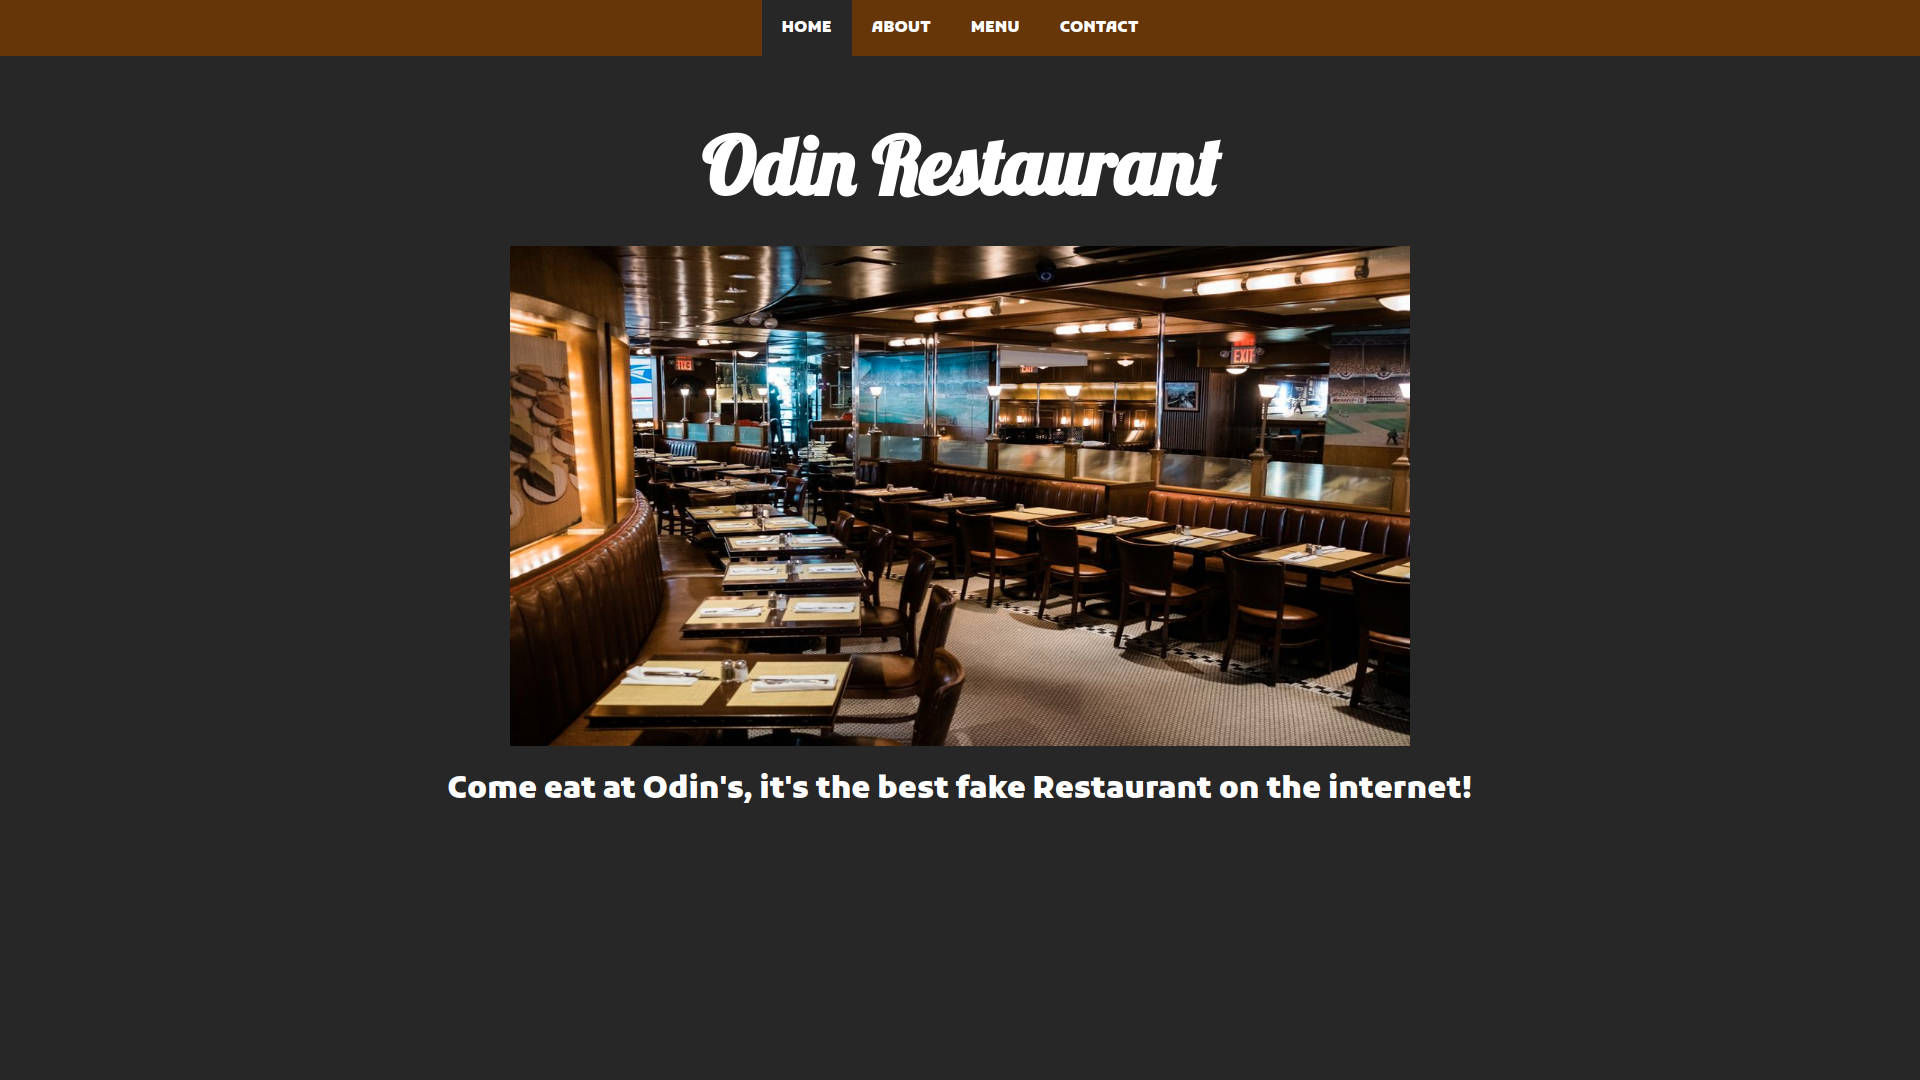 HOME ABOUT MENU CONTACT
Odin Restaurant
EXIT
EXIT
Come eat at Odin's, it's the best fake Restaurant on the internet!